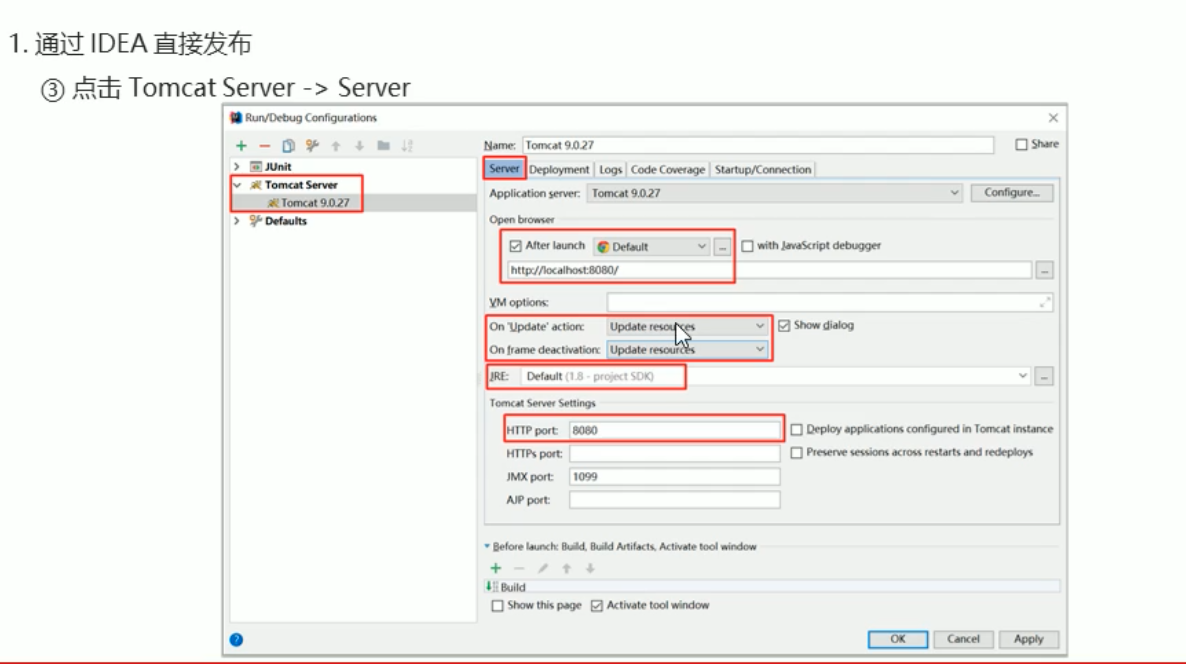 1. 通过 IDEA 直接发布
③ 点击 Tomcat Server -> Server
Run/Debug Configurations
Name: Tomcat 9.0.27 Share
JUnit
Tomcat Server
Tomcat 9.0.27
Defaults
Server Deployment Logs Code Coverage Startup/Connection
Application server: Tomcat 9.0.27 Configure...
Open browser
After launch Default ... with JavaScript debugger
http://localhost:8080/ ...
VM options:
On 'Update' action: Update resources Show dialog
On frame deactivation: Update resources
JRE: Default (1.8 - project SDK) ...
Tomcat Server Settings
HTTP port: 8080 Deploy applications configured in Tomcat instance
HTTPs port: Preserve sessions across restarts and redeploys
JMX port: 1099
AJP port:
Before launch: Build, Build Artifacts, Activate tool window
Build
Show this page Activate tool window
? OK Cancel Apply